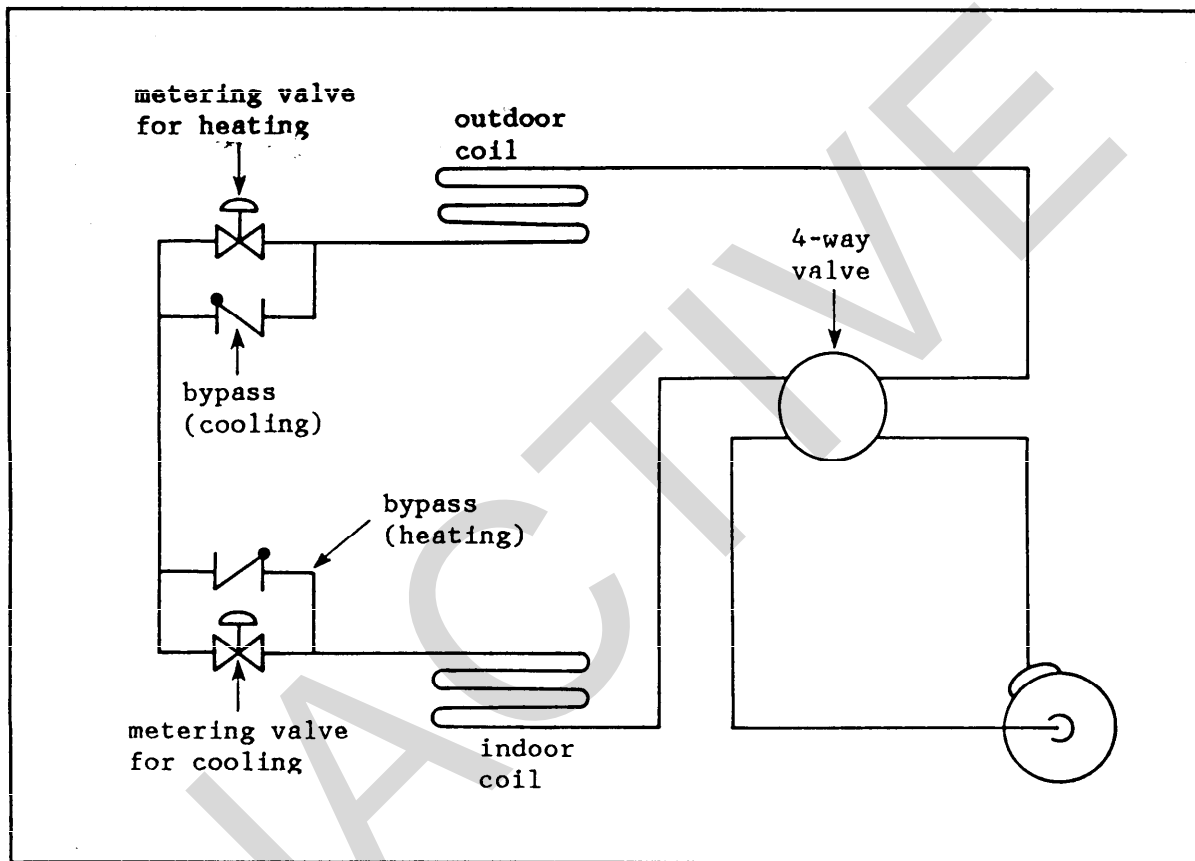 metering valve
for heating
outdoor
coil
4-way
valve
bypass
(cooling)
bypass
(heating)
metering valve
for cooling
indoor
coil
INACTIVE